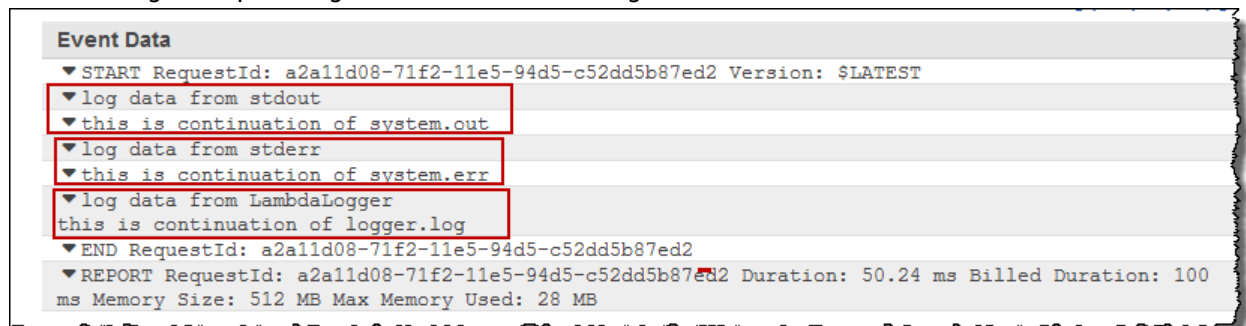 Event Data
▼START RequestId: a2a11d08-71f2-11e5-94d5-c52dd5b87ed2 Version: $LATEST
▼log data from stdout
▼this is continuation of system.out
▼log data from stderr
▼this is continuation of system.err
▼log data from LambdaLogger
this is continuation of logger.log
▼END RequestId: a2a11d08-71f2-11e5-94d5-c52dd5b87ed2
▼REPORT RequestId: a2a11d08-71f2-11e5-94d5-c52dd5b87ed2 Duration: 50.24 ms Billed Duration: 100
ms Memory Size: 512 MB Max Memory Used: 28 MB